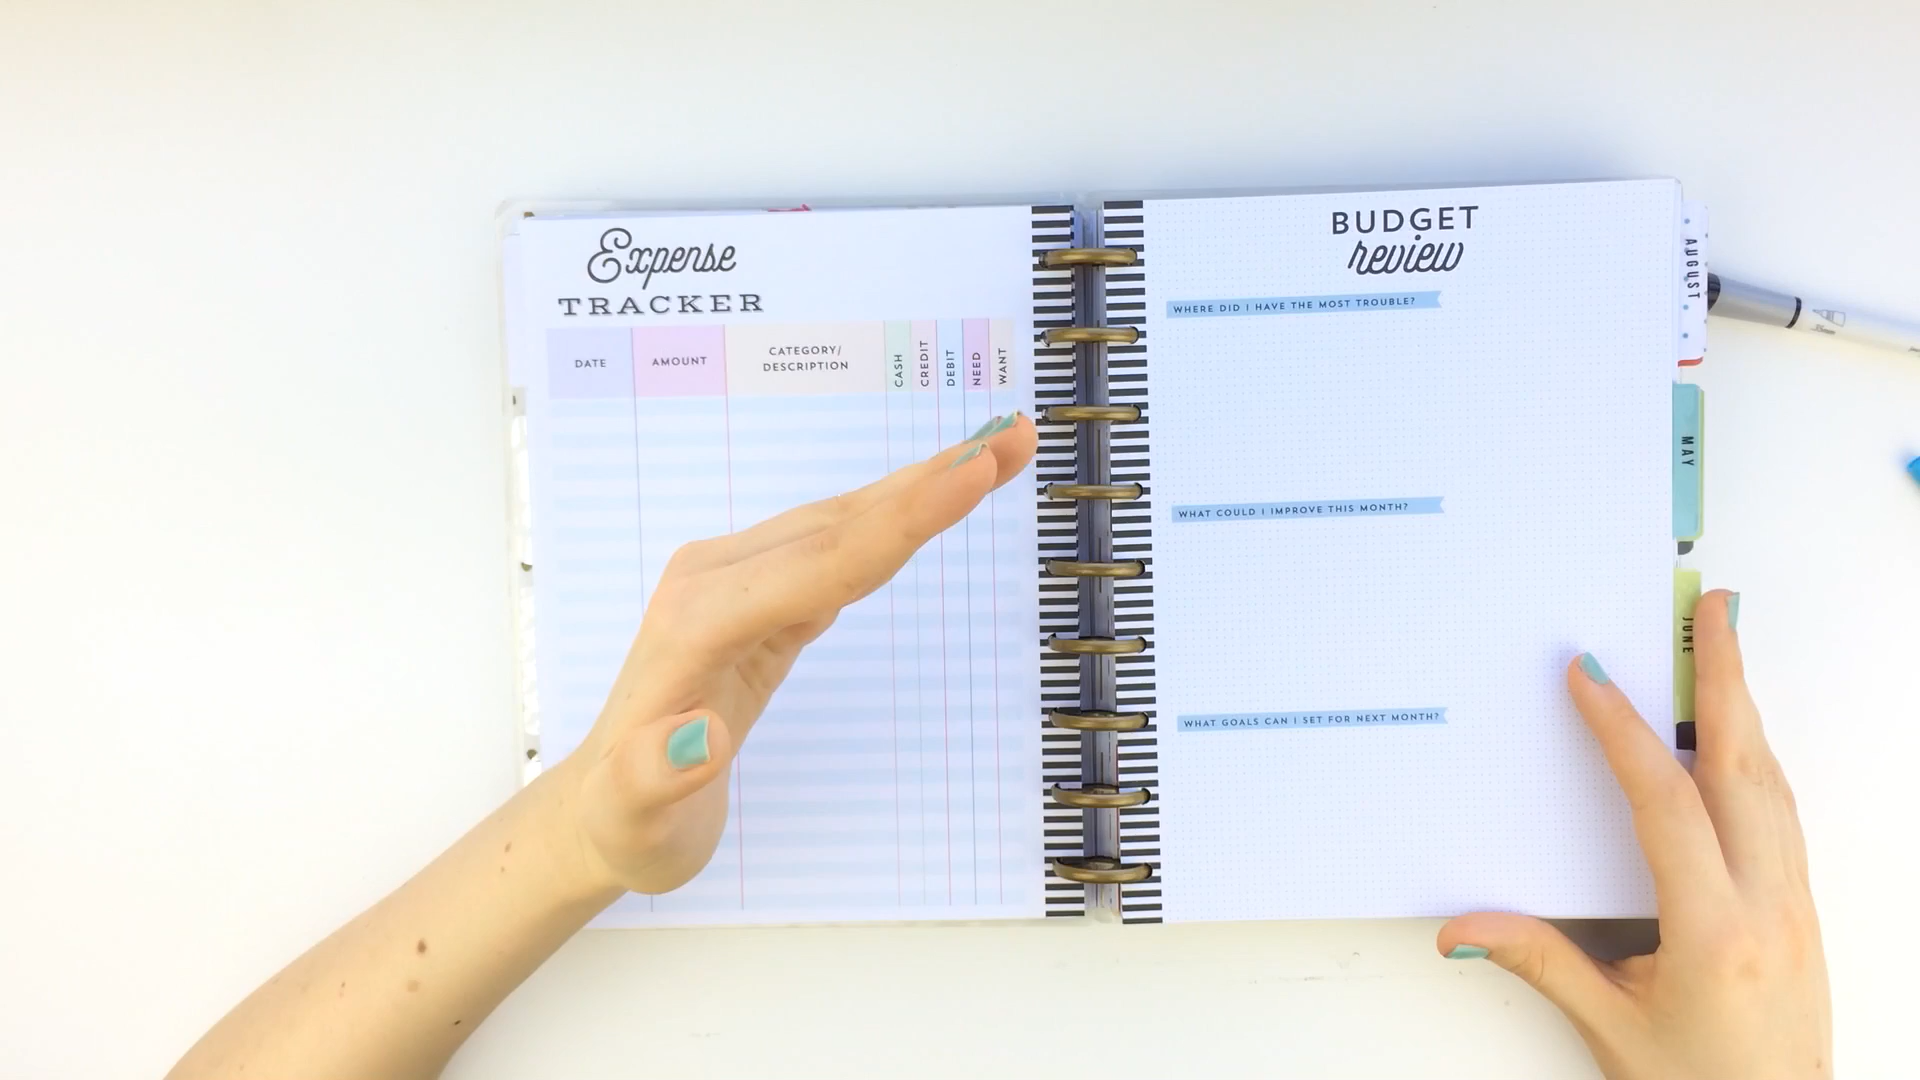 Expense
TRACKER
DATE
AMOUNT
CATEGORY/
DESCRIPTION
CASH
CREDIT
DEBIT
NEED
WANT
BUDGET
review
WHERE DID I HAVE THE MOST TROUBLE?
WHAT COULD I IMPROVE THIS MONTH?
WHAT GOALS CAN I SET FOR NEXT MONTH?
AUGUST
MAY
JUNE